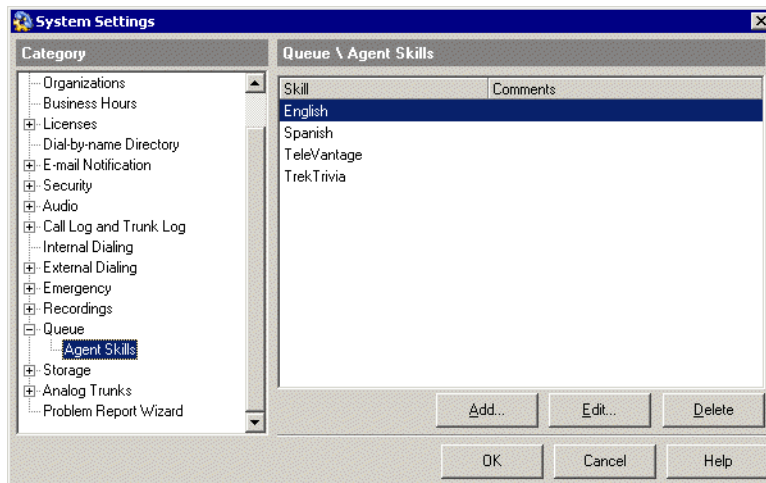 System Settings
Category
Organizations
Business Hours
Licenses
Dial-by-name Directory
E-mail Notification
Security
Audio
Call Log and Trunk Log
Internal Dialing
External Dialing
Emergency
Recordings
Queue
Agent Skills
Storage
Analog Trunks
Problem Report Wizard
Queue \ Agent Skills
Skill Comments
English
Spanish
TeleVantage
TrekTrivia
Add... Edit... Delete
OK Cancel Help